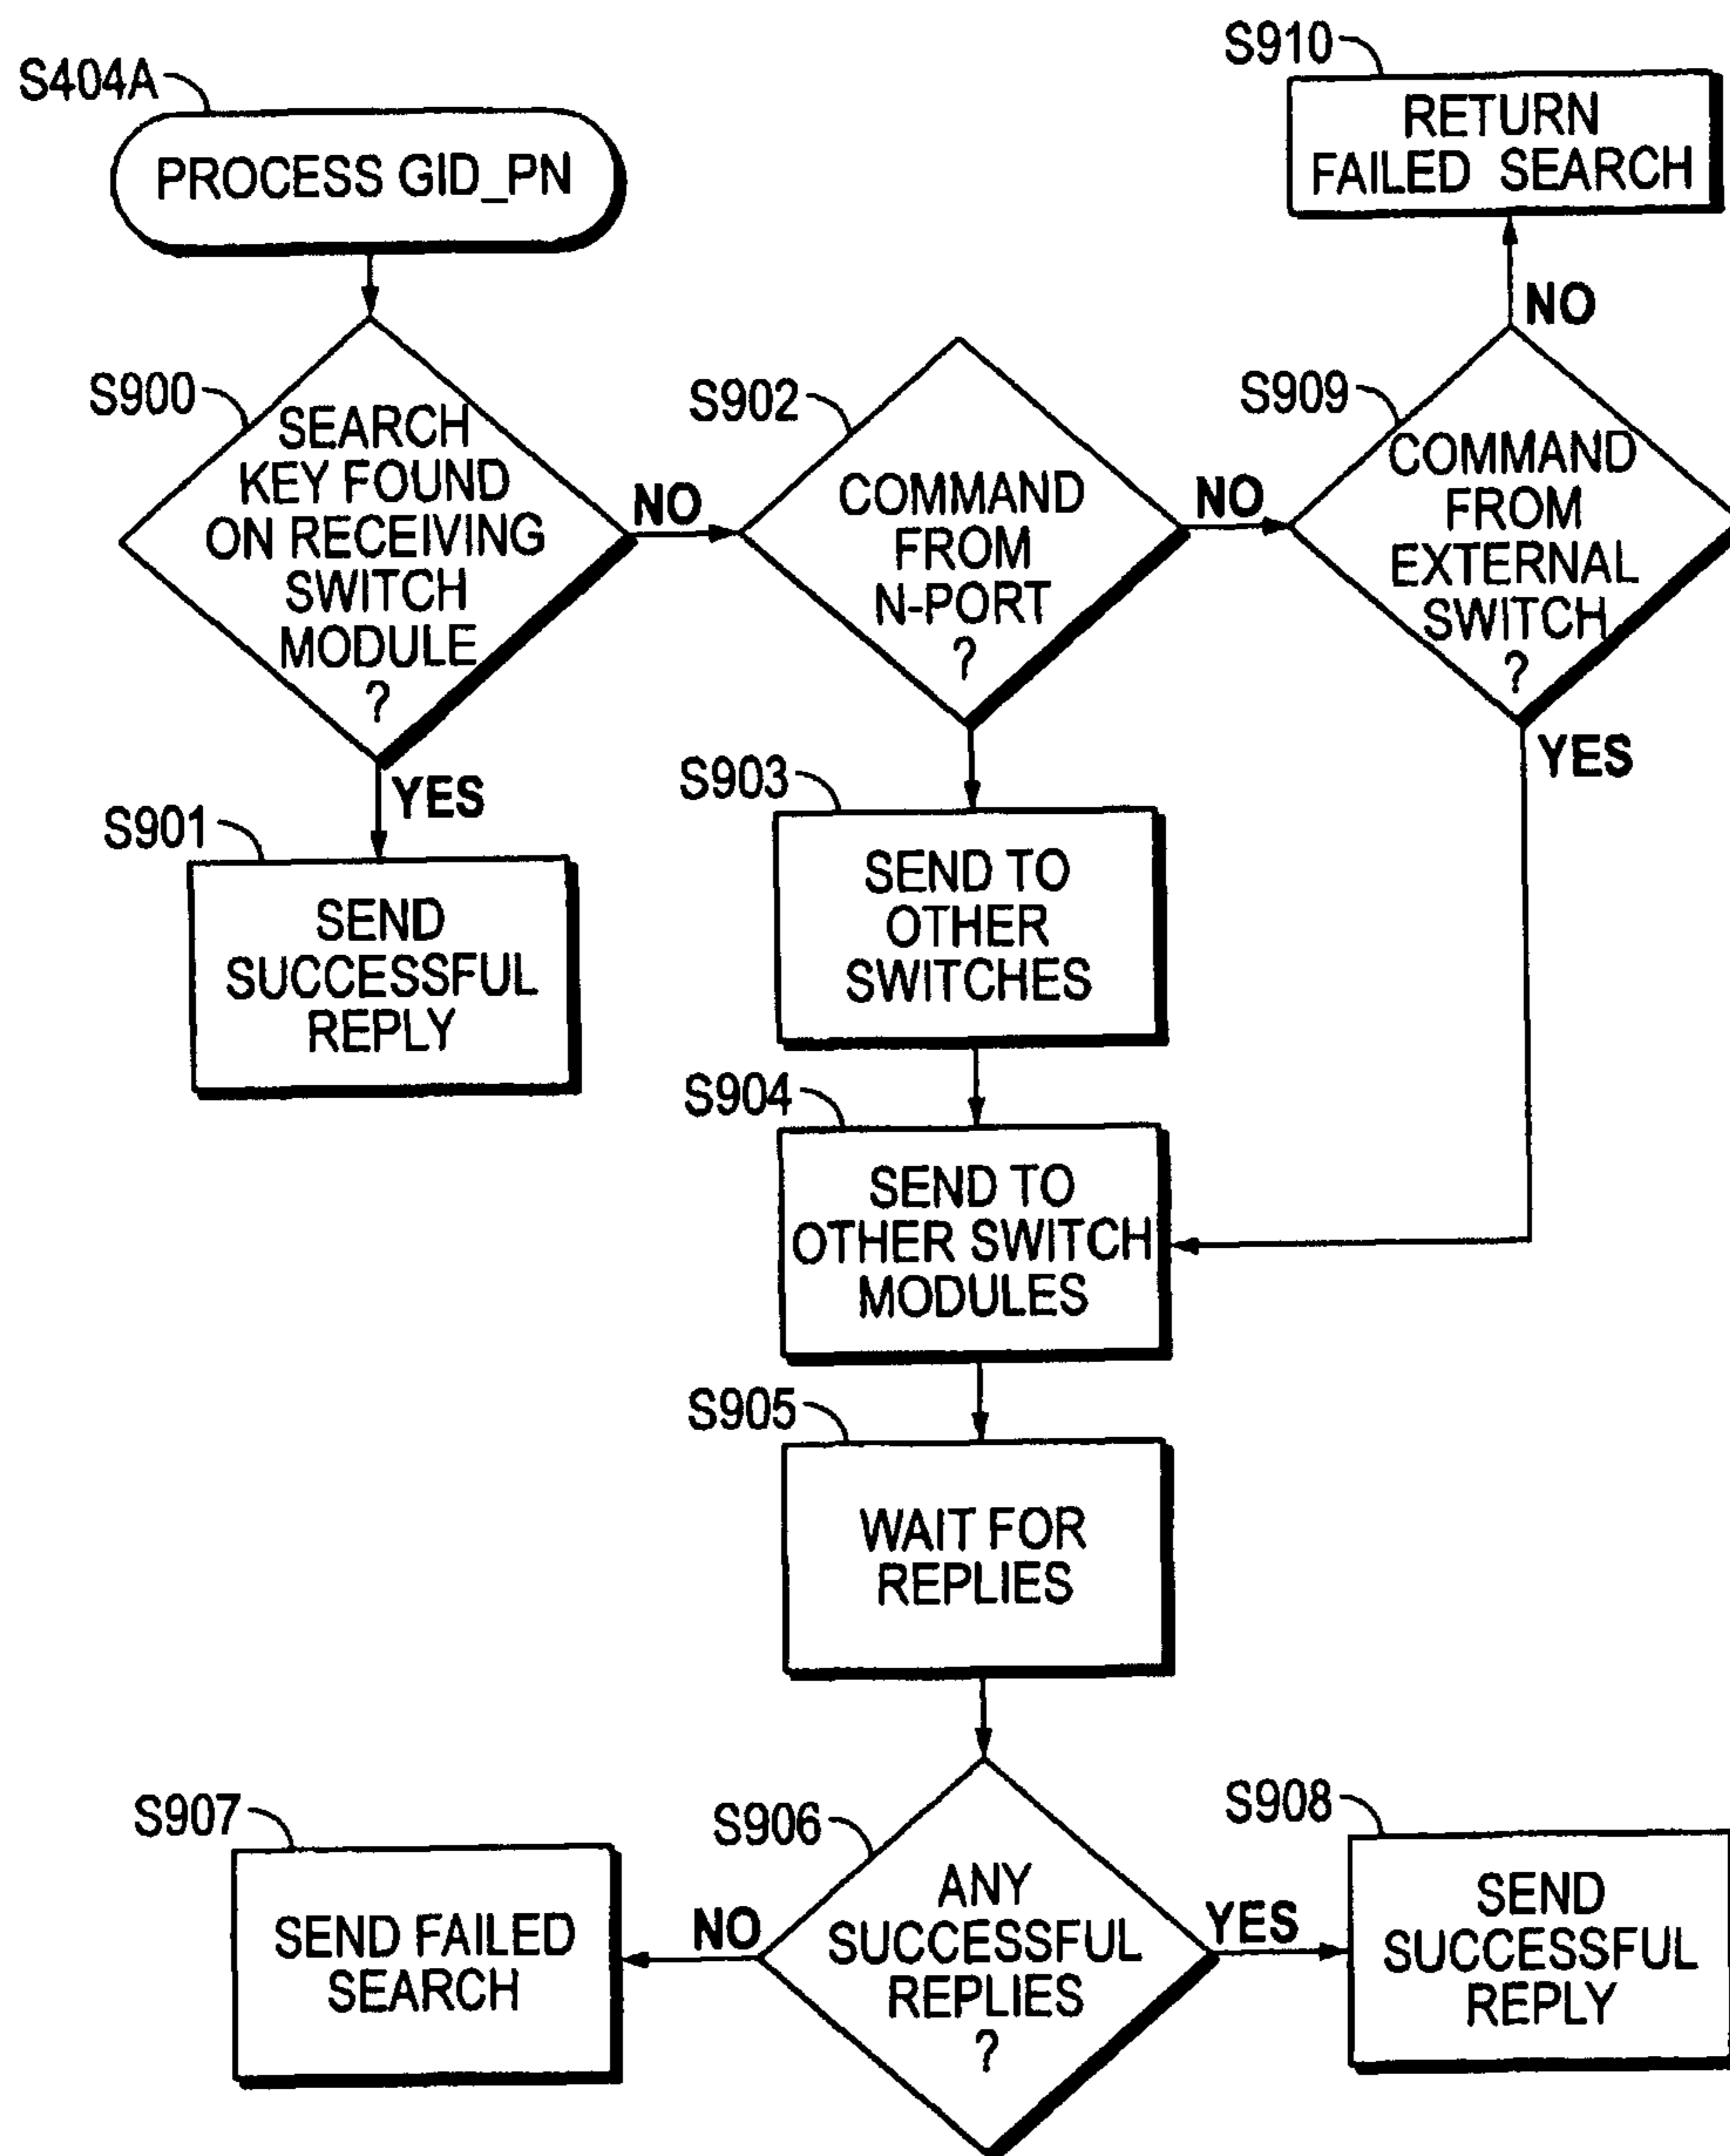 S404A
PROCESS GID_PN
S900
SEARCH
KEY FOUND
ON RECEIVING
SWITCH
MODULE
?
NO
YES
S901
SEND
SUCCESSFUL
REPLY
S902
COMMAND
FROM
N-PORT
?
NO
S903
SEND TO
OTHER
SWITCHES
S904
SEND TO
OTHER SWITCH
MODULES
S905
WAIT FOR
REPLIES
S906
ANY
SUCCESSFUL
REPLIES
?
NO
YES
S907
SEND FAILED
SEARCH
S908
SEND
SUCCESSFUL
REPLY
S909
COMMAND
FROM
EXTERNAL
SWITCH
?
NO
YES
S910
RETURN
FAILED SEARCH